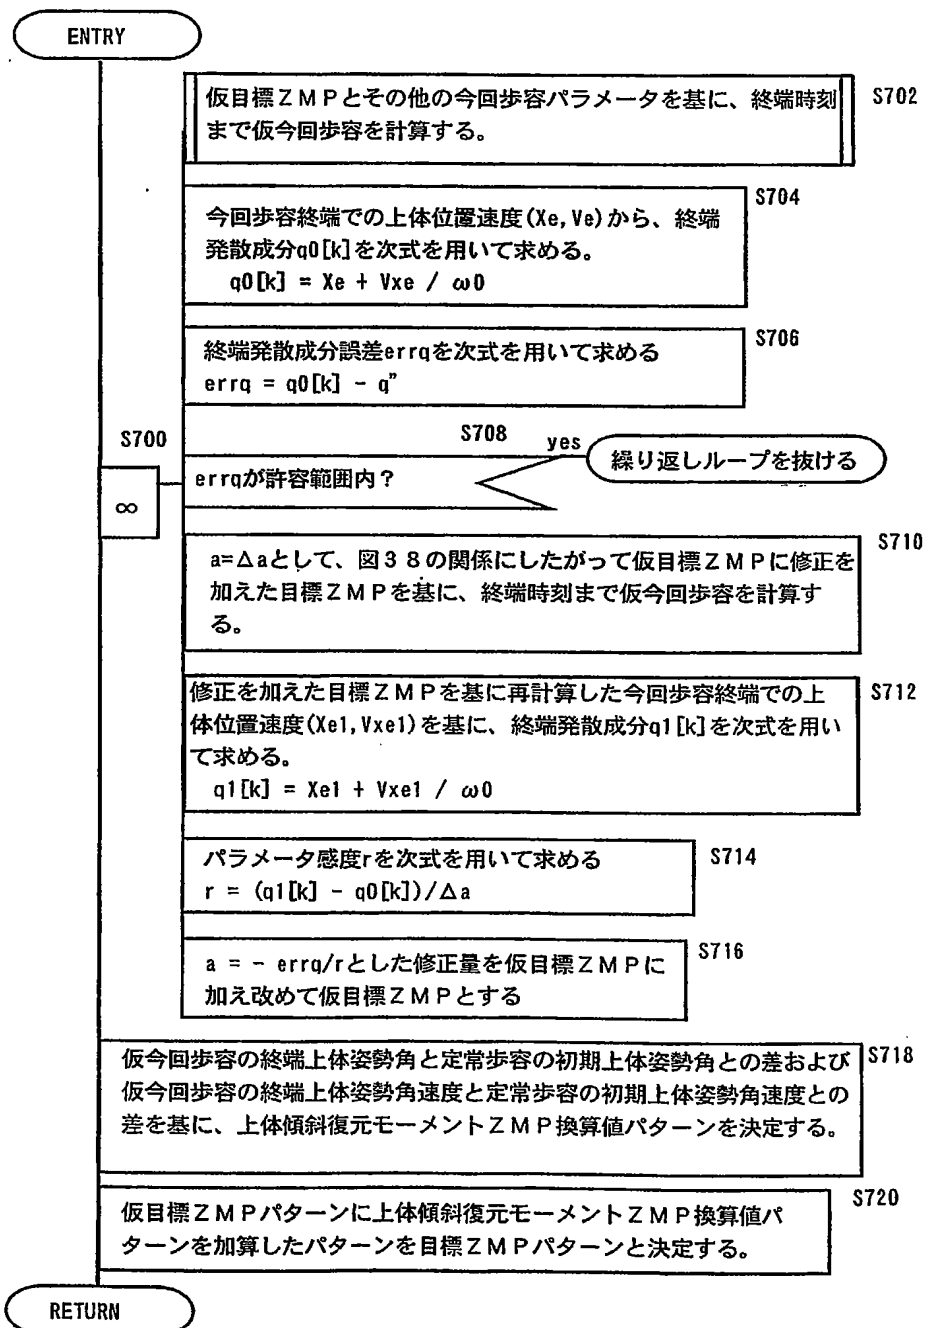 ENTRY
仮目標ZMPとその他の今回歩容パラメータを基に、終端時刻
まで仮今回歩容を計算する。
S702
S704
今回歩容終端での上体位置速度(Xe,Ve)から、終端
発散成分q0[k]を次式を用いて求める。
q0[k] = Xe + Vxe / ω0
S706
終端発散成分誤差errqを次式を用いて求める
errq = q0[k] - q"
S700
∞
S708
yes
繰り返しループを抜ける
errqが許容範囲内?
S710
a=Δaとして、図38の関係にしたがって仮目標ZMPに修正を
加えた目標ZMPを基に、終端時刻まで仮今回歩容を計算す
る。
S712
修正を加えた目標ZMPを基に再計算した今回歩容終端での上
体位置速度(Xe1,Vxe1)を基に、終端発散成分q1[k]を次式を用い
て求める。
q1[k] = Xe1 + Vxe1 / ω0
S714
パラメータ感度rを次式を用いて求める
r = (q1[k] - q0[k])/Δa
S716
a = - errq/rとした修正量を仮目標ZMPに
加え改めて仮目標ZMPとする
S718
仮今回歩容の終端上体姿勢角と定常歩容の初期上体姿勢角との差および
仮今回歩容の終端上体姿勢角速度と定常歩容の初期上体姿勢角速度との
差を基に、上体傾斜復元モーメントZMP換算値パターンを決定する。
S720
仮目標ZMPパターンに上体傾斜復元モーメントZMP換算値パ
ターンを加算したパターンを目標ZMPパターンと決定する。
RETURN